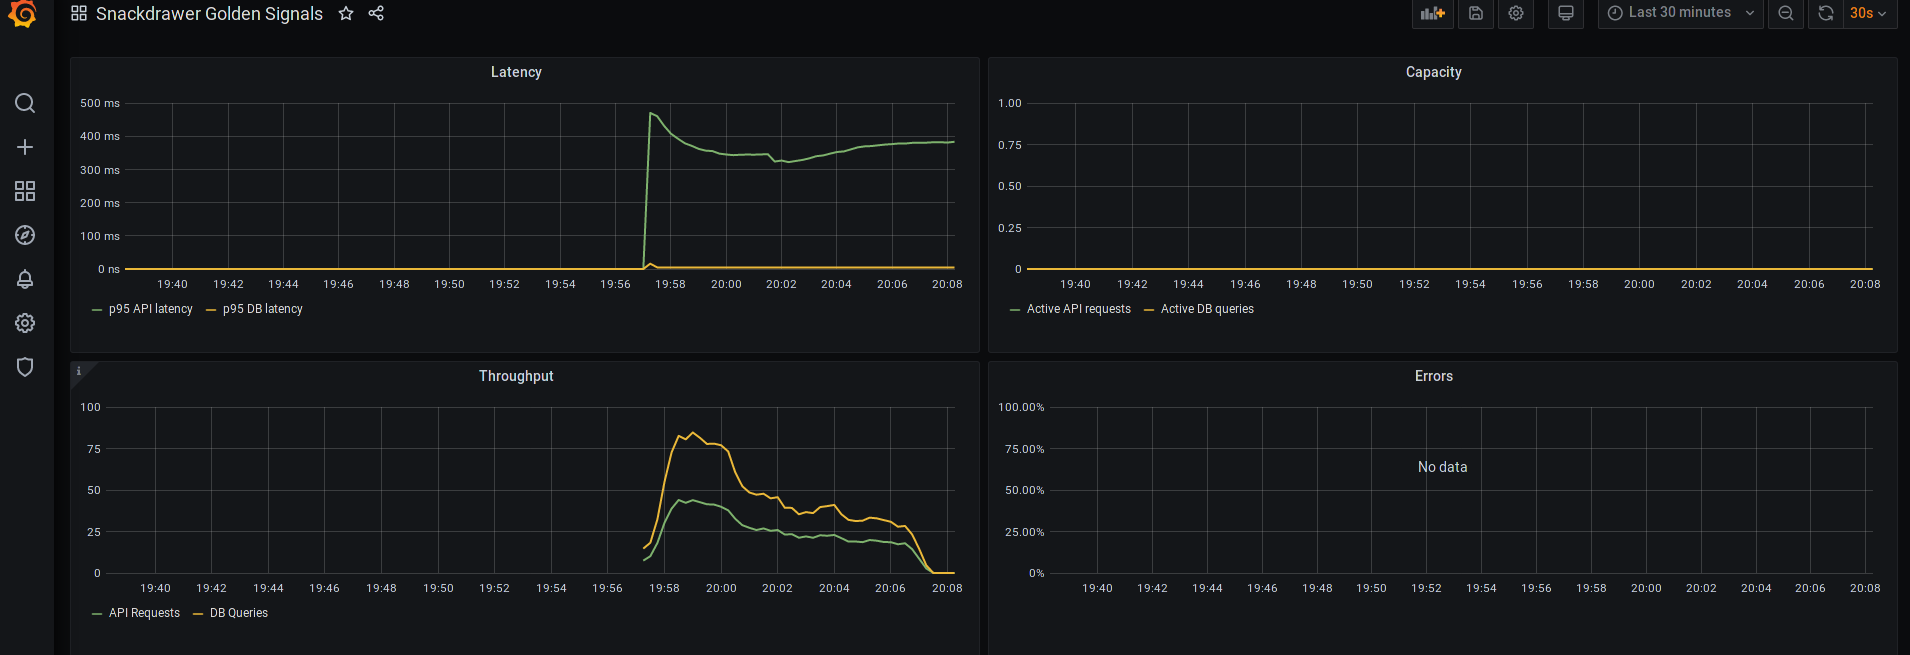 Snackdrawer Golden Signals
Last 30 minutes
30s
Latency
500 ms
400 ms
300 ms
200 ms
100 ms
0 ns
19:40 19:42 19:44 19:46 19:48 19:50 19:52 19:54 19:56 19:58 20:00 20:02 20:04 20:06 20:08
p95 API latency p95 DB latency
Capacity
1.00
0.75
0.50
0.25
0
19:40 19:42 19:44 19:46 19:48 19:50 19:52 19:54 19:56 19:58 20:00 20:02 20:04 20:06 20:08
Active API requests Active DB queries
i
Throughput
100
75
50
25
0
19:40 19:42 19:44 19:46 19:48 19:50 19:52 19:54 19:56 19:58 20:00 20:02 20:04 20:06 20:08
API Requests DB Queries
Errors
100.00%
75.00%
No data
50.00%
25.00%
0%
19:40 19:42 19:44 19:46 19:48 19:50 19:52 19:54 19:56 19:58 20:00 20:02 20:04 20:06 20:08